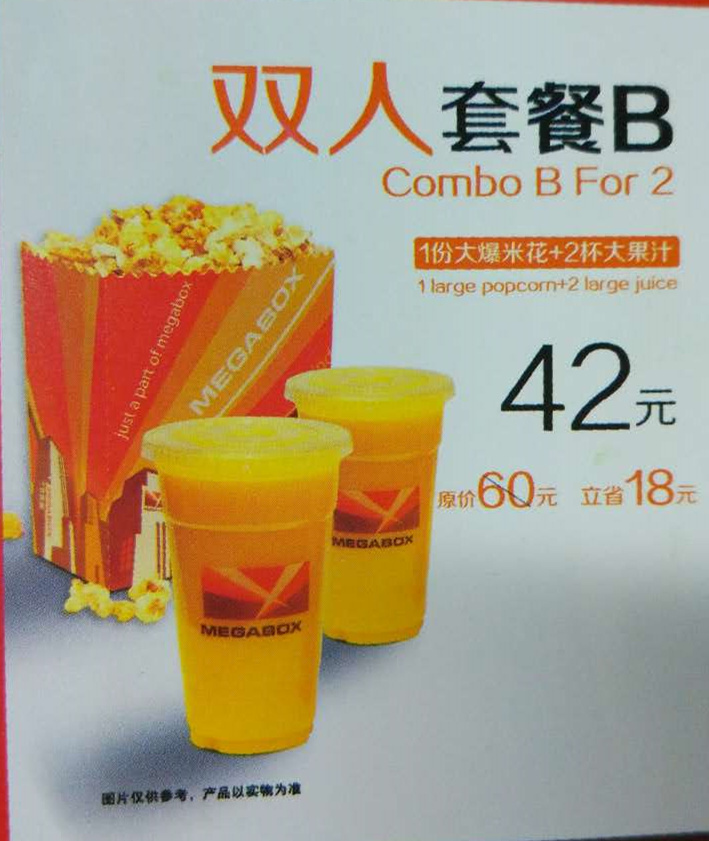 双人套餐B
Combo B For 2
1份大爆米花+2杯大果汁
1 large popcorn+2 large juice
42元
原价60元 立省18元
just a part of megabox
MEGABOX
MEGABOX
MEGABOX
图片仅供参考，产品以实物为准